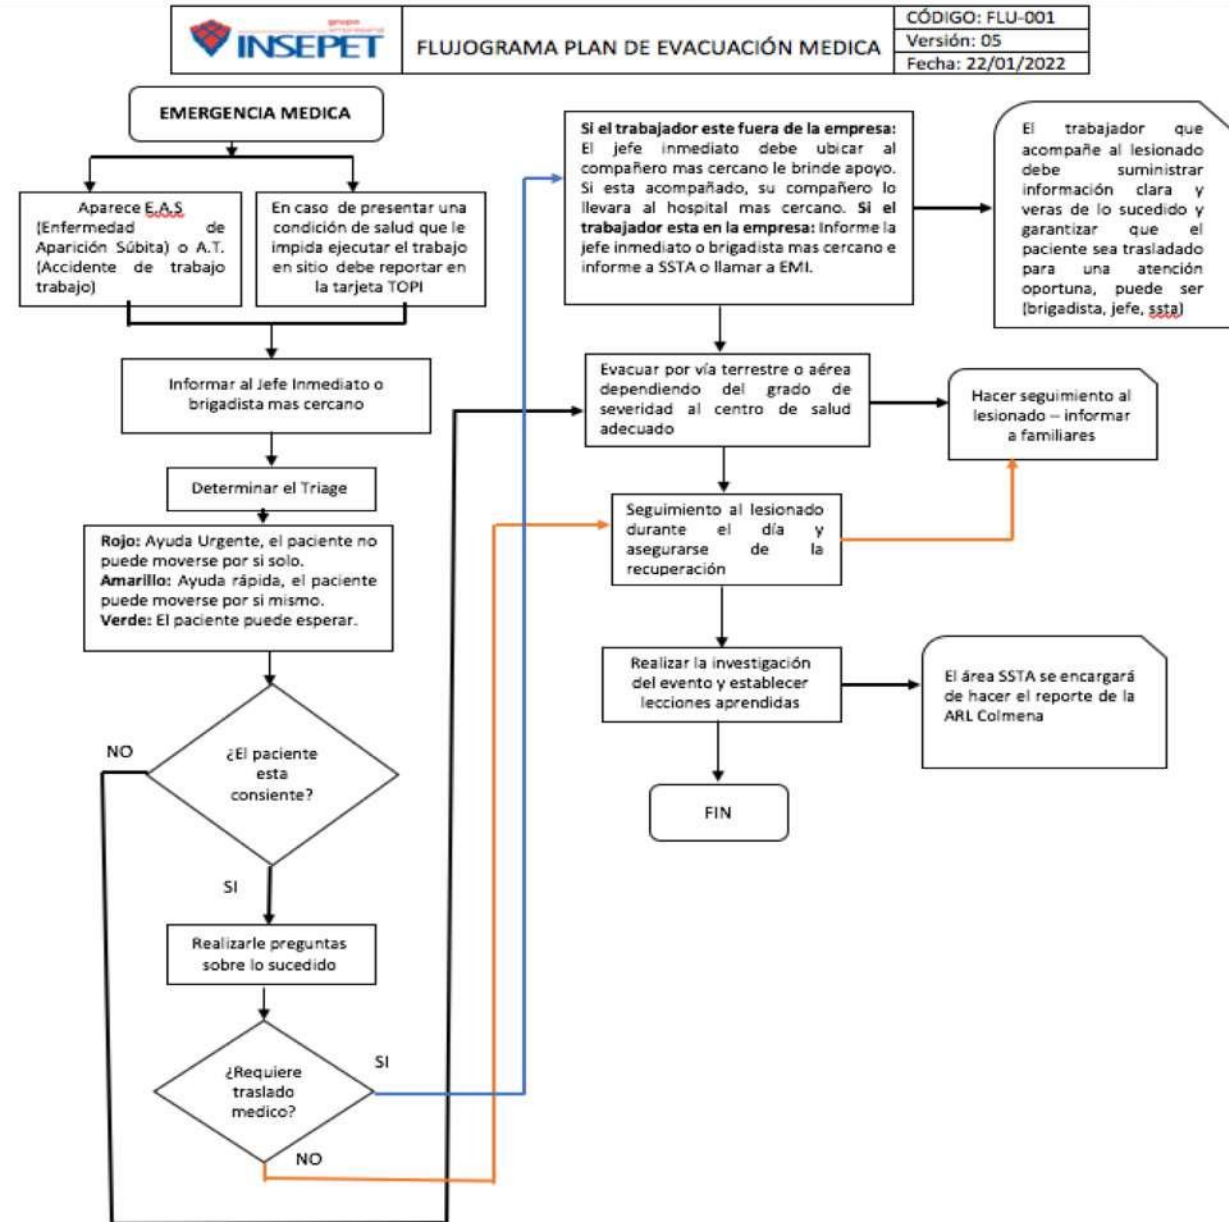 grupo
empresarial
INSEPET
FLUJOGRAMA PLAN DE EVACUACIÓN MEDICA
CÓDIGO: FLU-001
Versión: 05
Fecha: 22/01/2022
EMERGENCIA MEDICA
Aparece E.A.S
(Enfermedad de
Aparición Súbita) o A.T.
(Accidente de trabajo
trabajo)
En caso de presentar una
condición de salud que le
impida ejecutar el trabajo
en sitio debe reportar en
la tarjeta TOPI
Informar al Jefe Inmediato o
brigadista mas cercano
Determinar el Triage
Rojo: Ayuda Urgente, el paciente no
puede moverse por si solo.
Amarillo: Ayuda rápida, el paciente
puede moverse por si mismo.
Verde: El paciente puede esperar.
¿El paciente
esta
consiente?
NO
SI
Realizarle preguntas
sobre lo sucedido
¿Requiere
traslado
medico?
SI
NO
Si el trabajador este fuera de la empresa:
El jefe inmediato debe ubicar al
compañero mas cercano le brinde apoyo.
Si esta acompañado, su compañero lo
llevara al hospital mas cercano. Si el
trabajador esta en la empresa: Informe la
jefe inmediato o brigadista mas cercano e
informe a SSTA o llamar a EMI.
El trabajador que
acompañe al lesionado
debe suministrar
información clara y
veras de lo sucedido y
garantizar que el
paciente sea trasladado
para una atención
oportuna, puede ser
(brigadista, jefe, ssta)
Evacuar por vía terrestre o aérea
dependiendo del grado de
severidad al centro de salud
adecuado
Hacer seguimiento al
lesionado – informar
a familiares
Seguimiento al lesionado
durante el día y
asegurarse de la
recuperación
Realizar la investigación
del evento y establecer
lecciones aprendidas
El área SSTA se encargará
de hacer el reporte de la
ARL Colmena
FIN